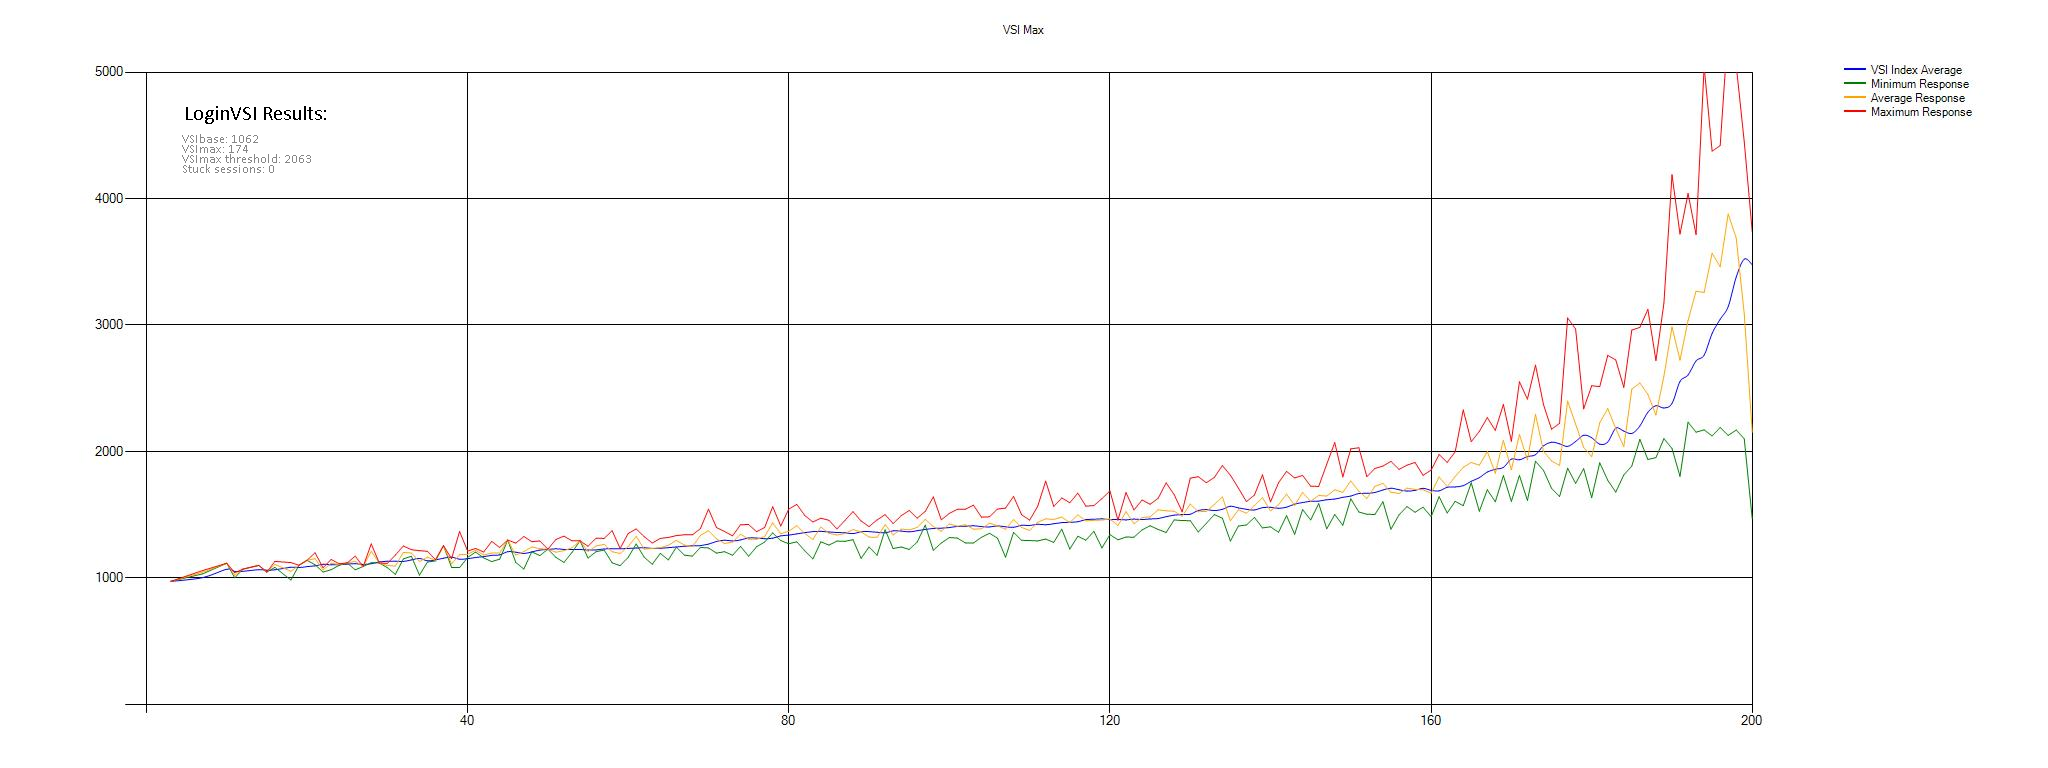 VSI Max
5000
4000
3000
2000
1000
40
80
120
160
200
LoginVSI Results:
VSIbase: 1062
VSImax: 174
VSImax threshold: 2063
Stuck sessions: 0
VSI Index Average
Minimum Response
Average Response
Maximum Response